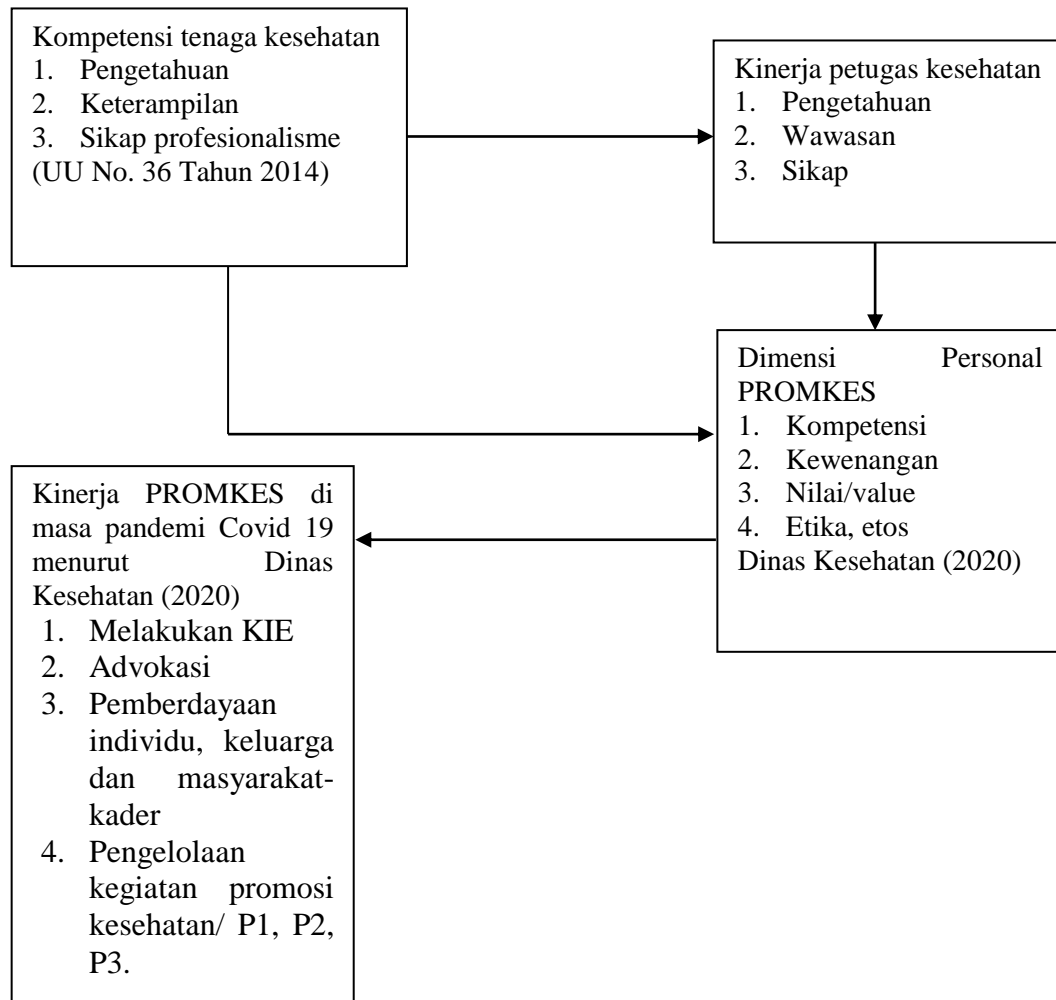 Kompetensi tenaga kesehatan
1. Pengetahuan
2. Keterampilan
3. Sikap profesionalisme
(UU No. 36 Tahun 2014)
Kinerja petugas kesehatan
1. Pengetahuan
2. Wawasan
3. Sikap
Dimensi Personal
PROMKES
1. Kompetensi
2. Kewenangan
3. Nilai/value
4. Etika, etos
Dinas Kesehatan (2020)
Kinerja PROMKES di
masa pandemi Covid 19
menurut Dinas
Kesehatan (2020)
1. Melakukan KIE
2. Advokasi
3. Pemberdayaan
individu, keluarga
dan masyarakat-
kader
4. Pengelolaan
kegiatan promosi
kesehatan/ P1, P2,
P3.